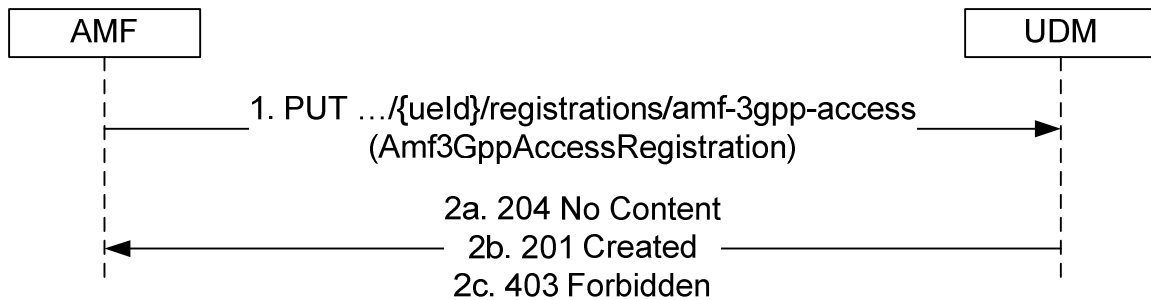 AMF
UDM
1. PUT …/{ueId}/registrations/amf-3gpp-access
(Amf3GppAccessRegistration)
2a. 204 No Content
2b. 201 Created
2c. 403 Forbidden